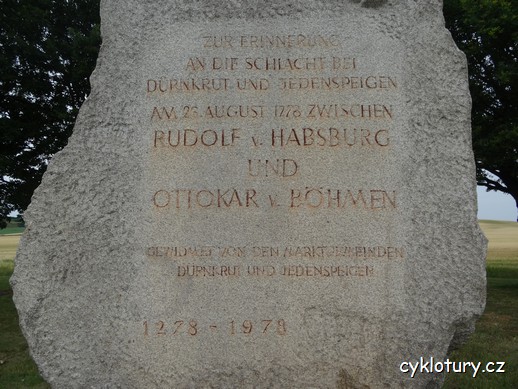 ZUR ERINNERUNG
AN DIE SCHLACHT BEI
DÜRNKRUT UND JEDENSPEIGEN
AM 26. AUGUST 1278 ZWISCHEN
RUDOLF v. HABSBURG
UND
OTTOKAR v. BÖHMEN
GEWIDMET VON DEN MARKTGEMEINDEN
DÜRNKRUT UND JEDENSPEIGEN
1278 - 1978
cyklotury.cz